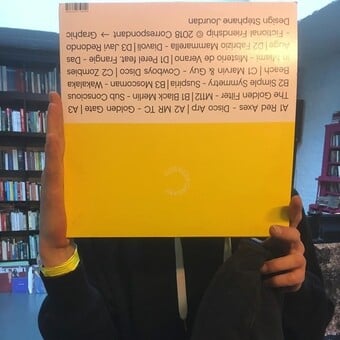 A1 Red Axes - Disco Arp | A2 MR TC - Golden Gate | A3
The Golden Filter - MT12 | B1 Black Merlin - Sub Conscious
B2 Simple Symmetry - Suspiria | B3 Moscoman - Wakalaka
Beach | C1 Marvin & Guy - Cowboys Disco | C2 Zombies
in Miami - Misterio de Verano | D1 Perel feat. Frangie - Das
Auge | D2 Fabrizio Mammarella - Diavoli | D3 Javi Redondo
- Fictional Friendship © 2018 Correspondant → Graphic
Design Stéphane Jourdan